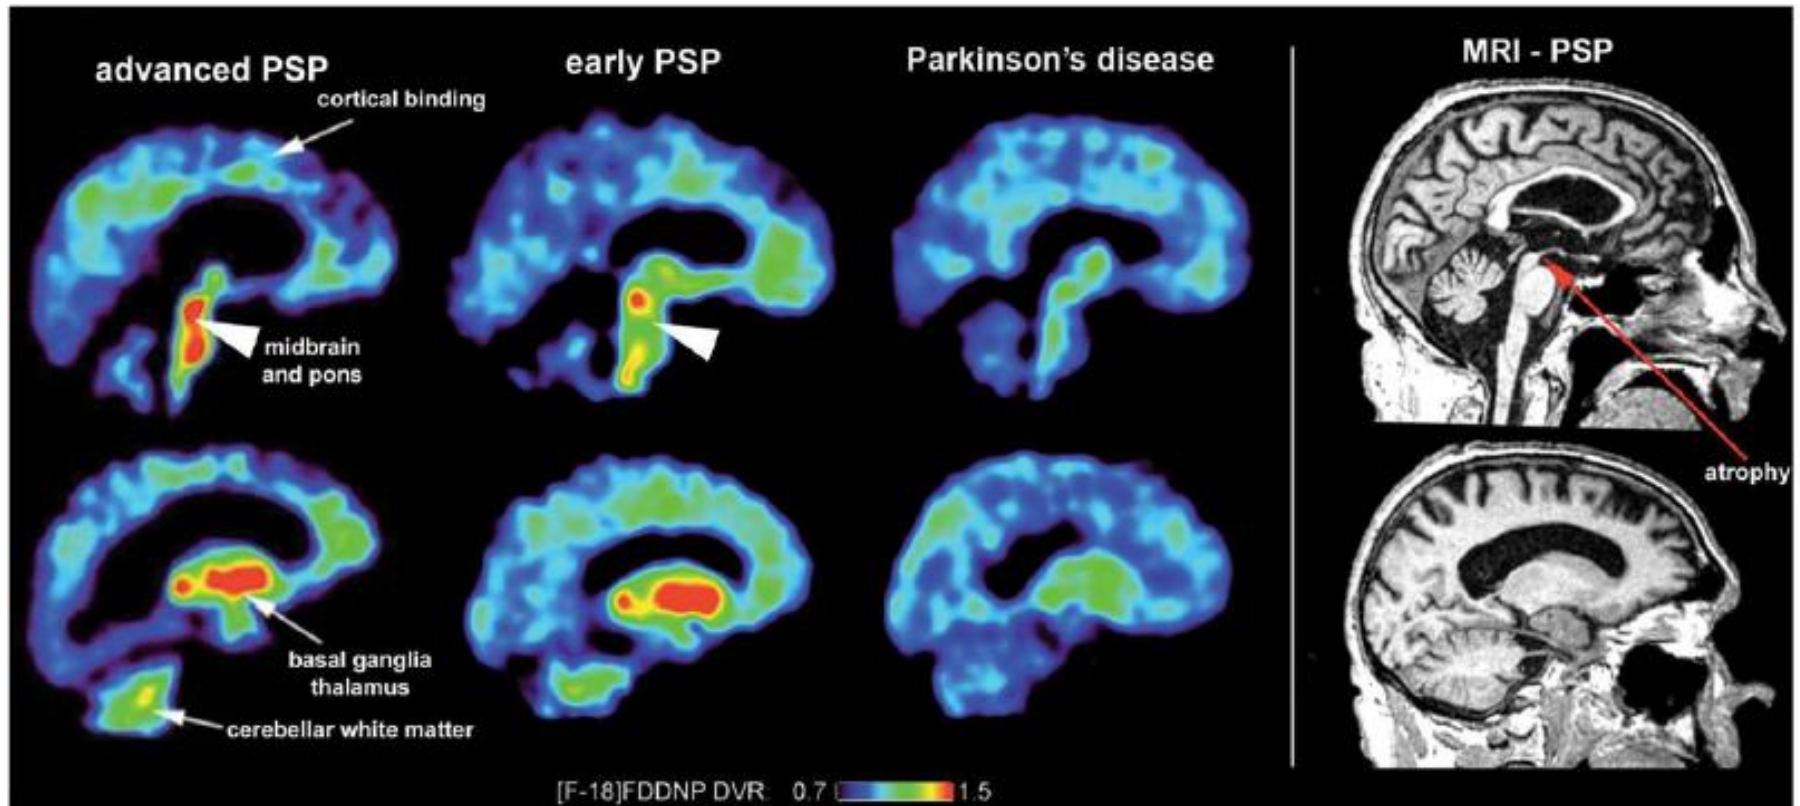 advanced PSP
early PSP
Parkinson's disease
MRI - PSP
cortical binding
midbrain
and pons
atrophy
basal ganglia
thalamus
cerebellar white matter
[F-18]FDDNP DVR 0.7 1.5